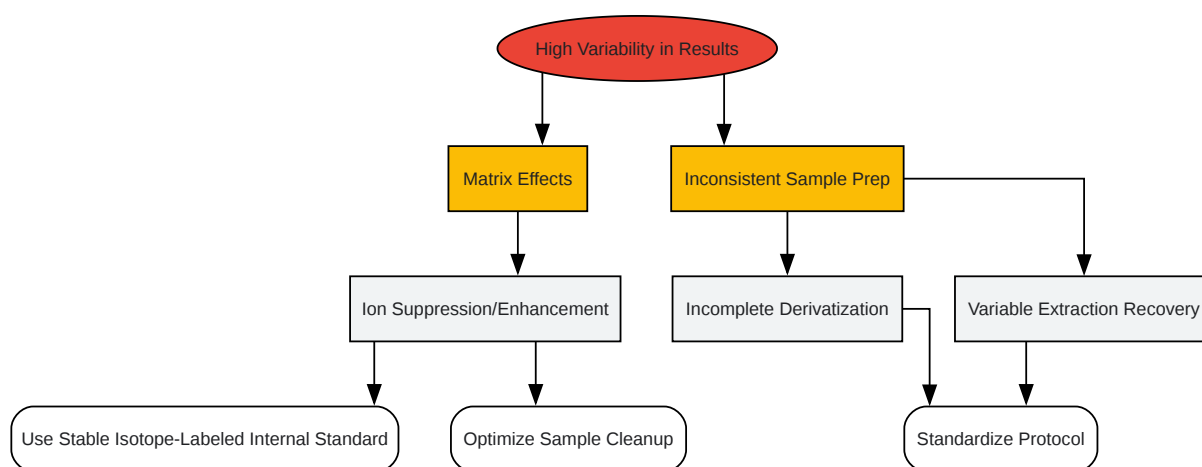 High Variability in Results
Matrix Effects
Inconsistent Sample Prep
Ion Suppression/Enhancement
Incomplete Derivatization
Variable Extraction Recovery
Use Stable Isotope-Labeled Internal Standard
Optimize Sample Cleanup
Standardize Protocol